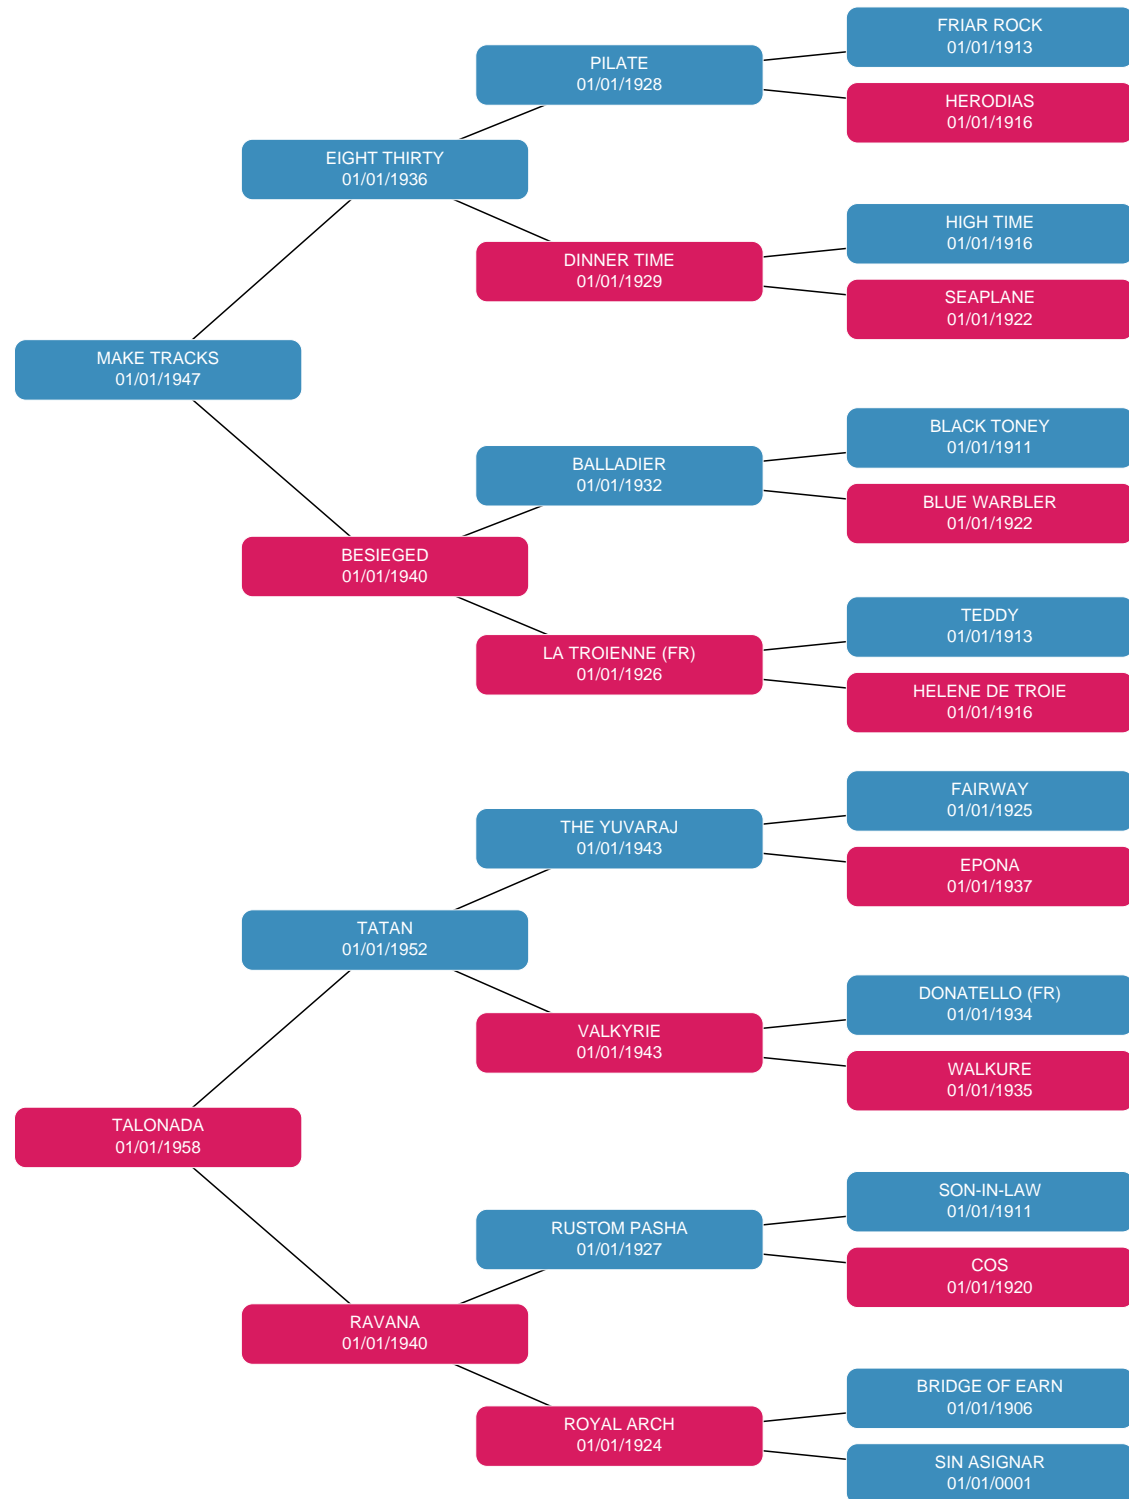 FRIAR ROCK
01/01/1913
PILATE
01/01/1928
HERODIAS
01/01/1916
EIGHT THIRTY
01/01/1936
HIGH TIME
01/01/1916
DINNER TIME
01/01/1929
SEAPLANE
01/01/1922
MAKE TRACKS
01/01/1947
BLACK TONEY
01/01/1911
BALLADIER
01/01/1932
BLUE WARBLER
01/01/1922
BESIEGED
01/01/1940
TEDDY
01/01/1913
LA TROIENNE (FR)
01/01/1926
HELENE DE TROIE
01/01/1916
FAIRWAY
01/01/1925
THE YUVARAJ
01/01/1943
EPONA
01/01/1937
TATAN
01/01/1952
DONATELLO (FR)
01/01/1934
VALKYRIE
01/01/1943
WALKURE
01/01/1935
TALONADA
01/01/1958
SON-IN-LAW
01/01/1911
RUSTOM PASHA
01/01/1927
COS
01/01/1920
RAVANA
01/01/1940
BRIDGE OF EARN
01/01/1906
ROYAL ARCH
01/01/1924
SIN ASIGNAR
01/01/0001